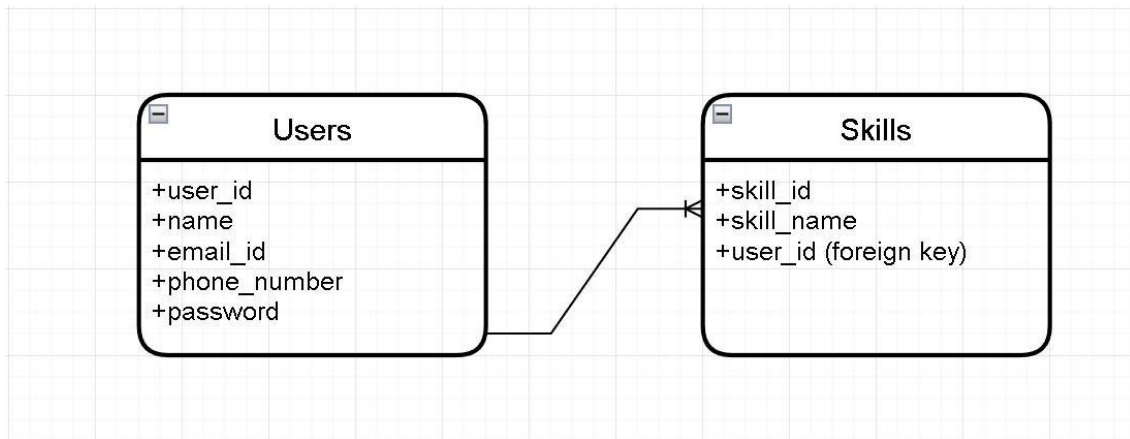 Users
+user_id
+name
+email_id
+phone_number
+password
Skills
+skill_id
+skill_name
+user_id (foreign key)